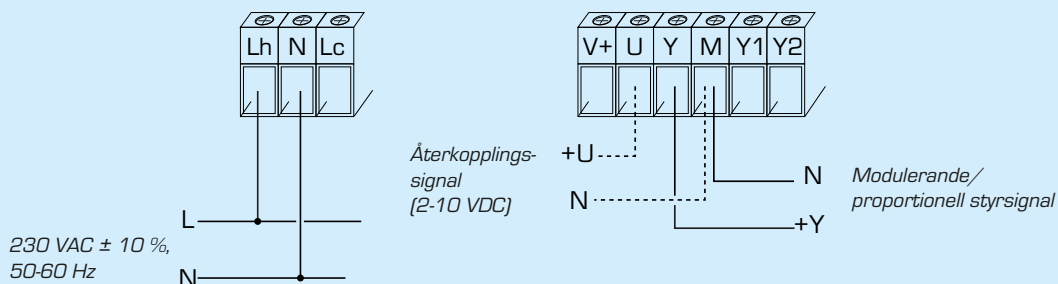 Lh N Lc
V+ U Y M Y1 Y2
Återkopplings-
signal
(2-10 VDC)
+U
N
N
+Y
Modulerande/
proportionell styrsignal
L
N
230 VAC ± 10 %,
50-60 Hz